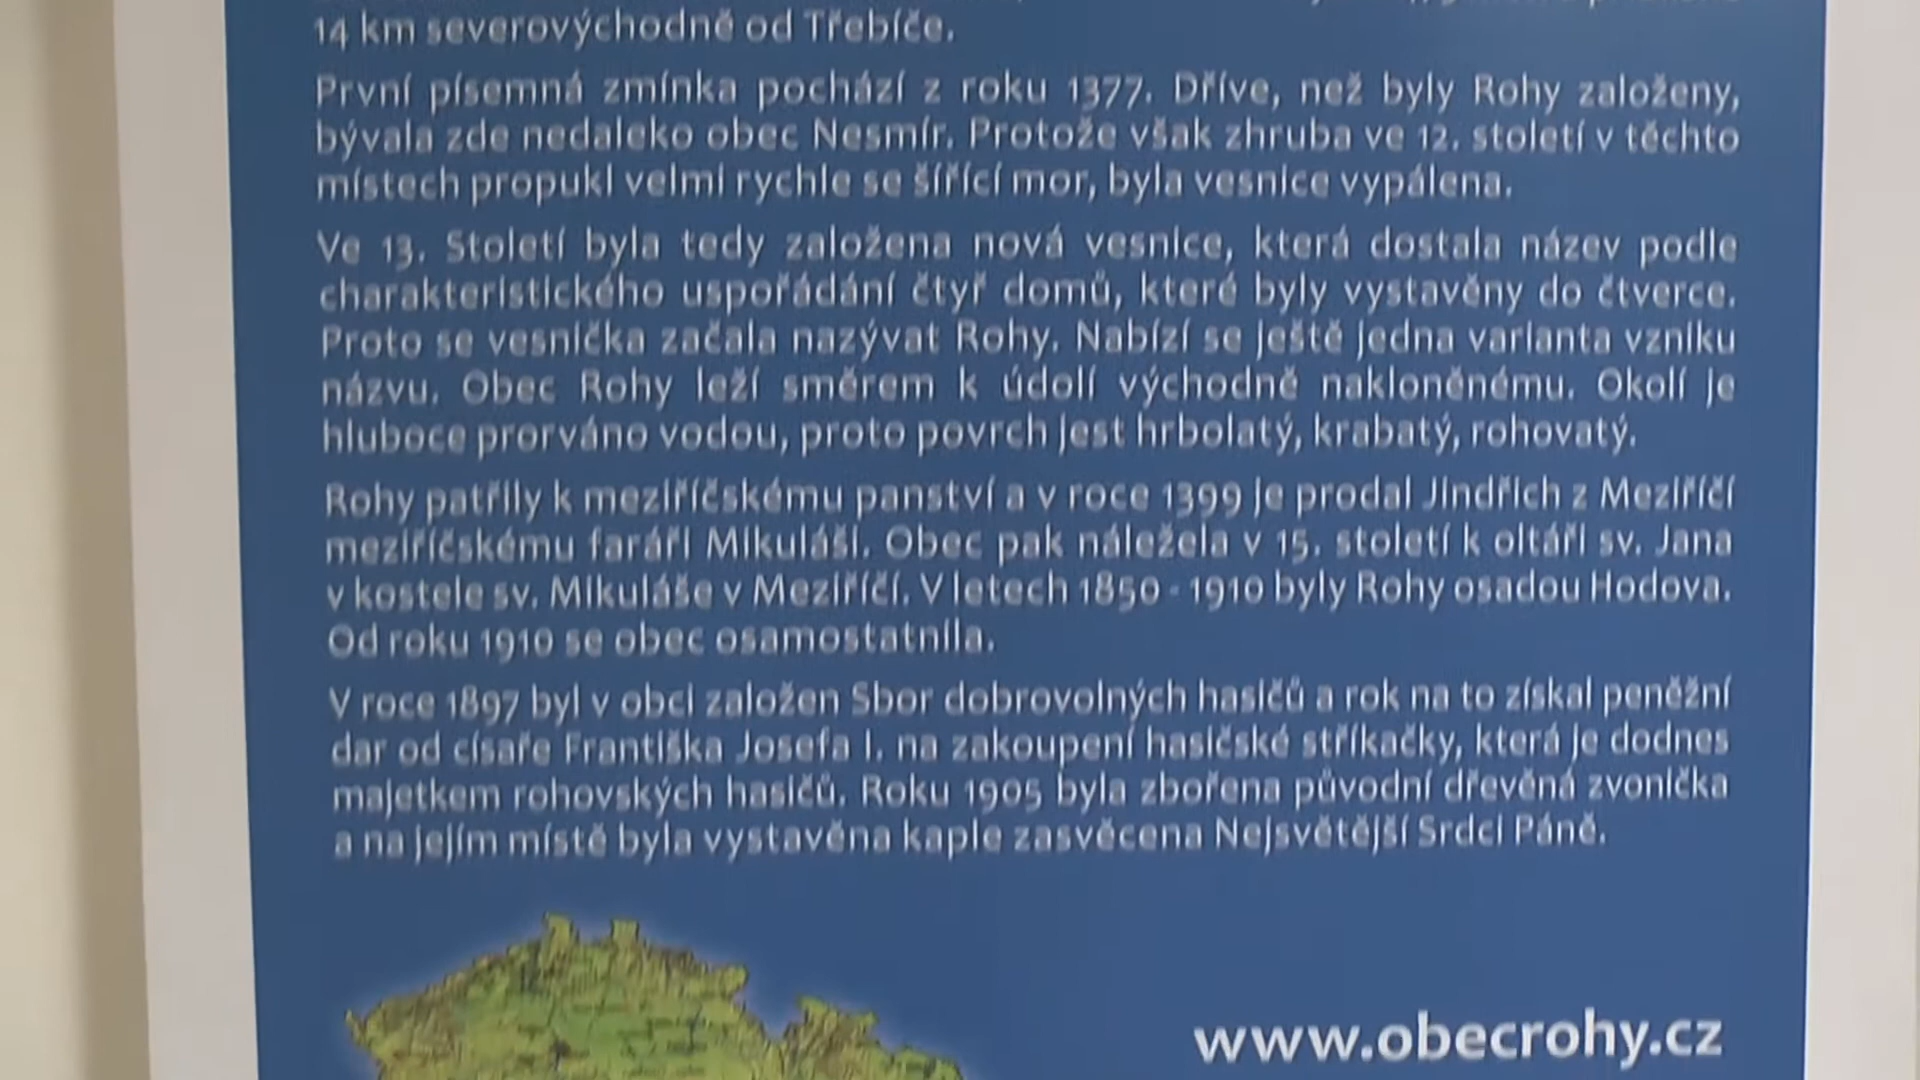 14 km severovýchodně od Třebíče.
První písemná zmínka pochází z roku 1377. Dříve, než byly Rohy založeny,
bývala zde nedaleko obec Nesmír. Protože však zhruba ve 12. století v těchto
místech propukl velmi rychle se šířící mor, byla vesnice vypálena.
Ve 13. Století byla tedy založena nová vesnice, která dostala název podle
charakteristického uspořádání čtyř domů, které byly vystavěny do čtverce.
Proto se vesnička začala nazývat Rohy. Nabízí se ještě jedna varianta vzniku
názvu. Obec Rohy leží směrem k údolí východně nakloněnému. Okolí je
hluboce prorváno vodou, proto povrch jest hrbolatý, krabatý, rohovatý.
Rohy patřily k meziříčskému panství a v roce 1399 je prodal Jindřich z Meziříčí
meziříčskému faráři Mikuláši. Obec pak náležela v 15. století k oltáři sv. Jana
v kostele sv. Mikuláše v Meziříčí. V letech 1850 - 1910 byly Rohy osadou Hodova.
Od roku 1910 se obec osamostatnila.
V roce 1897 byl v obci založen Sbor dobrovolných hasičů a rok na to získal peněžní
dar od císaře Františka Josefa I. na zakoupení hasičské stříkačky, která je dodnes
majetkem rohovských hasičů. Roku 1905 byla zbořena původní dřevěná zvonička
a na jejím místě byla vystavěna kaple zasvěcena Nejsvětější Srdci Páně.
www.obecrohy.cz